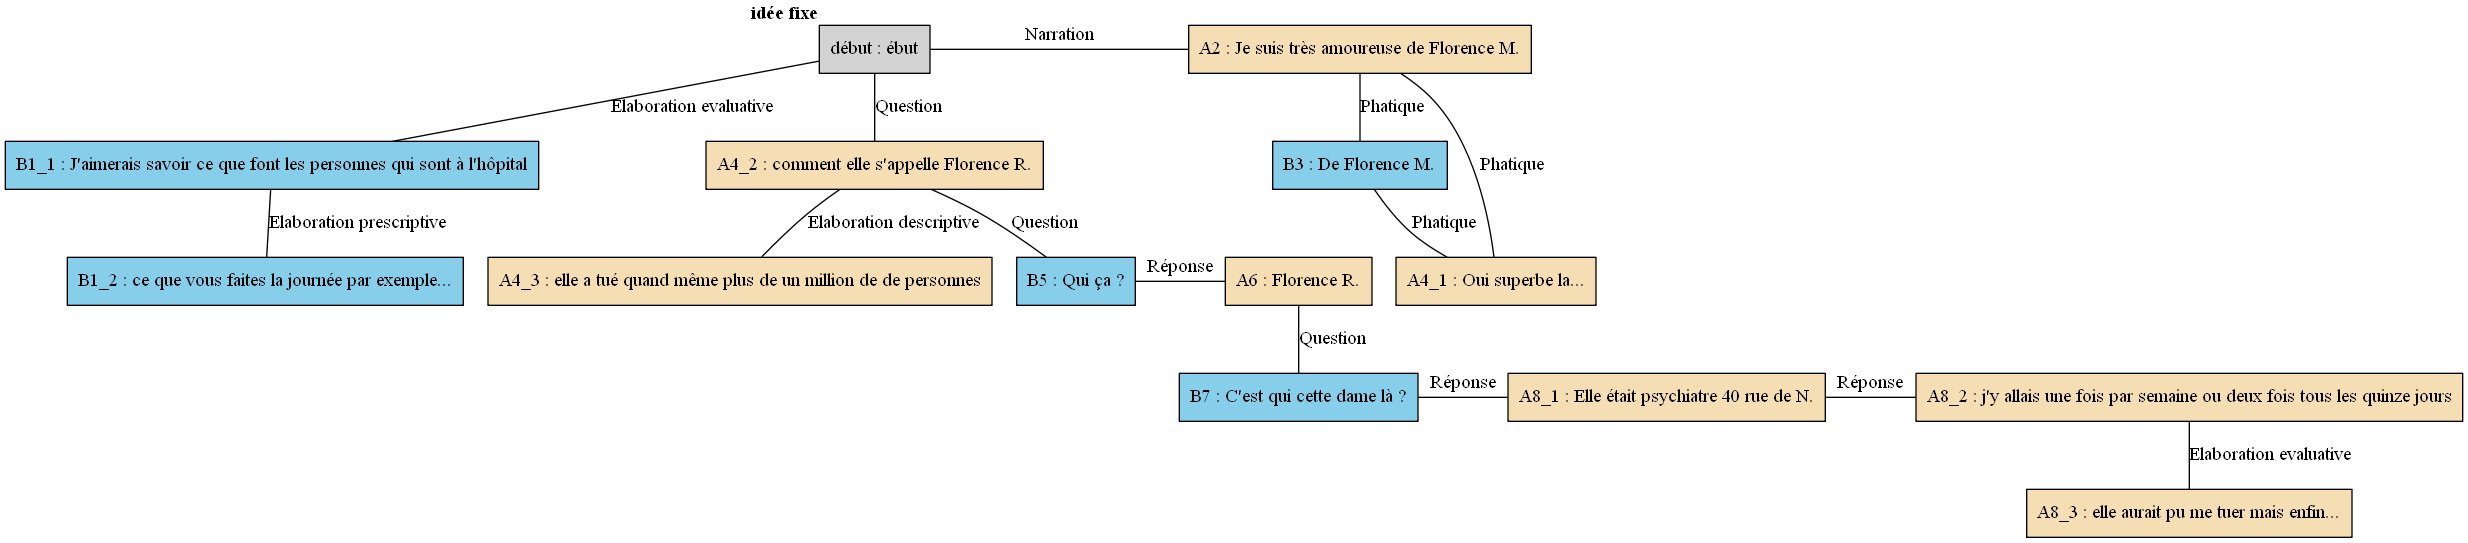 idée fixe
début : ébut
Narration
A2 : Je suis très amoureuse de Florence M.
Elaboration evaluative
Question
Phatique
B1_1 : J'aimerais savoir ce que font les personnes qui sont à l'hôpital
A4_2 : comment elle s'appelle Florence R.
B3 : De Florence M.
Phatique
Elaboration prescriptive
Elaboration descriptive
Question
Phatique
B1_2 : ce que vous faites la journée par exemple...
A4_3 : elle a tué quand même plus de un million de de personnes
B5 : Qui ça ?
Réponse
A6 : Florence R.
A4_1 : Oui superbe la...
Question
B7 : C'est qui cette dame là ?
Réponse
A8_1 : Elle était psychiatre 40 rue de N.
Réponse
A8_2 : j'y allais une fois par semaine ou deux fois tous les quinze jours
Elaboration evaluative
A8_3 : elle aurait pu me tuer mais enfin...